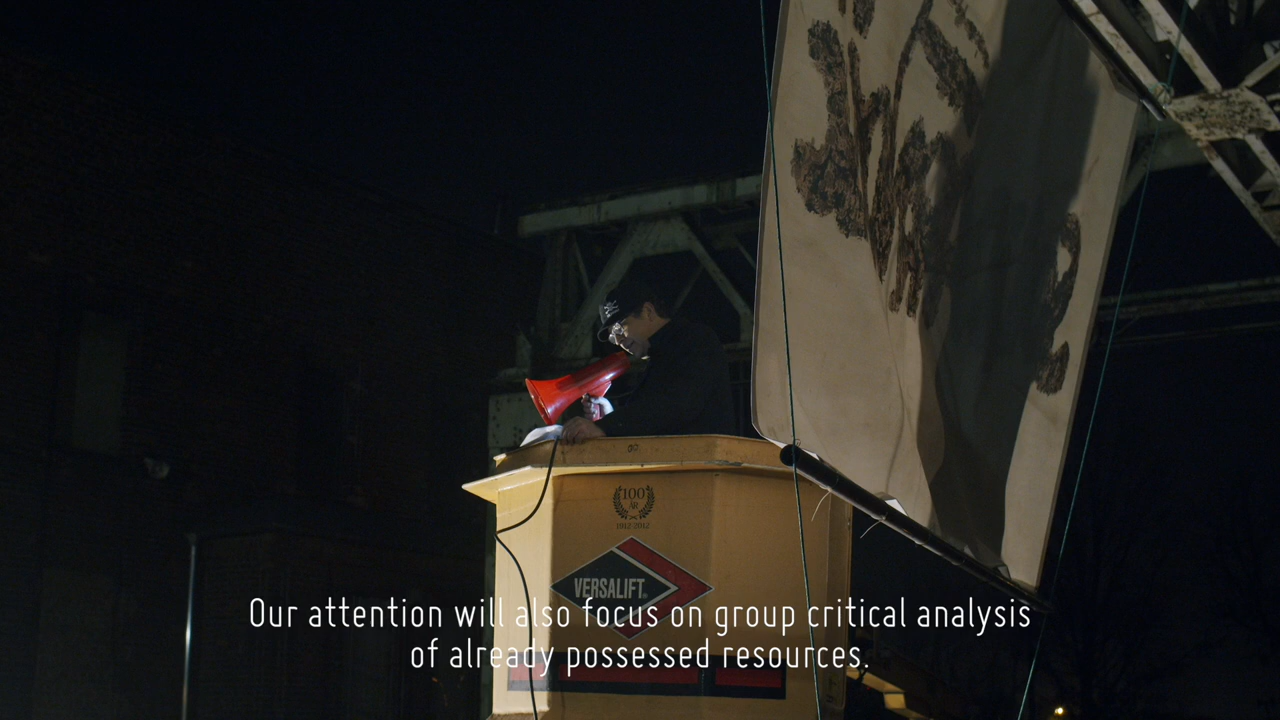 100
1912-2012
VERSALIFT
Our attention will also focus on group critical analysis
of already possessed resources.